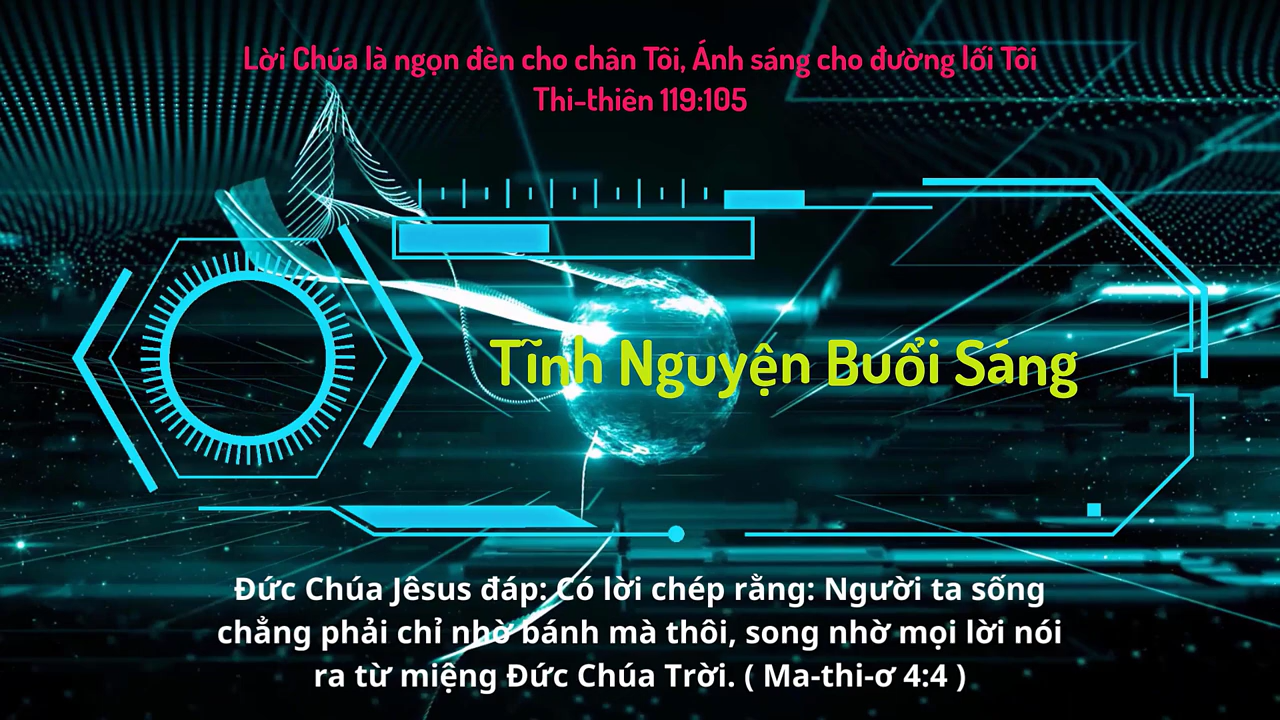 Lời Chúa là ngọn đèn cho chân Tôi, Ánh sáng cho đường lối Tôi
Thi-thiên 119:105
Tĩnh Nguyện Buổi Sáng
Đức Chúa Jêsus đáp: Có lời chép rằng: Người ta sống
chẳng phải chỉ nhờ bánh mà thôi, song nhờ mọi lời nói
ra từ miệng Đức Chúa Trời. ( Ma-thi-ơ 4:4 )